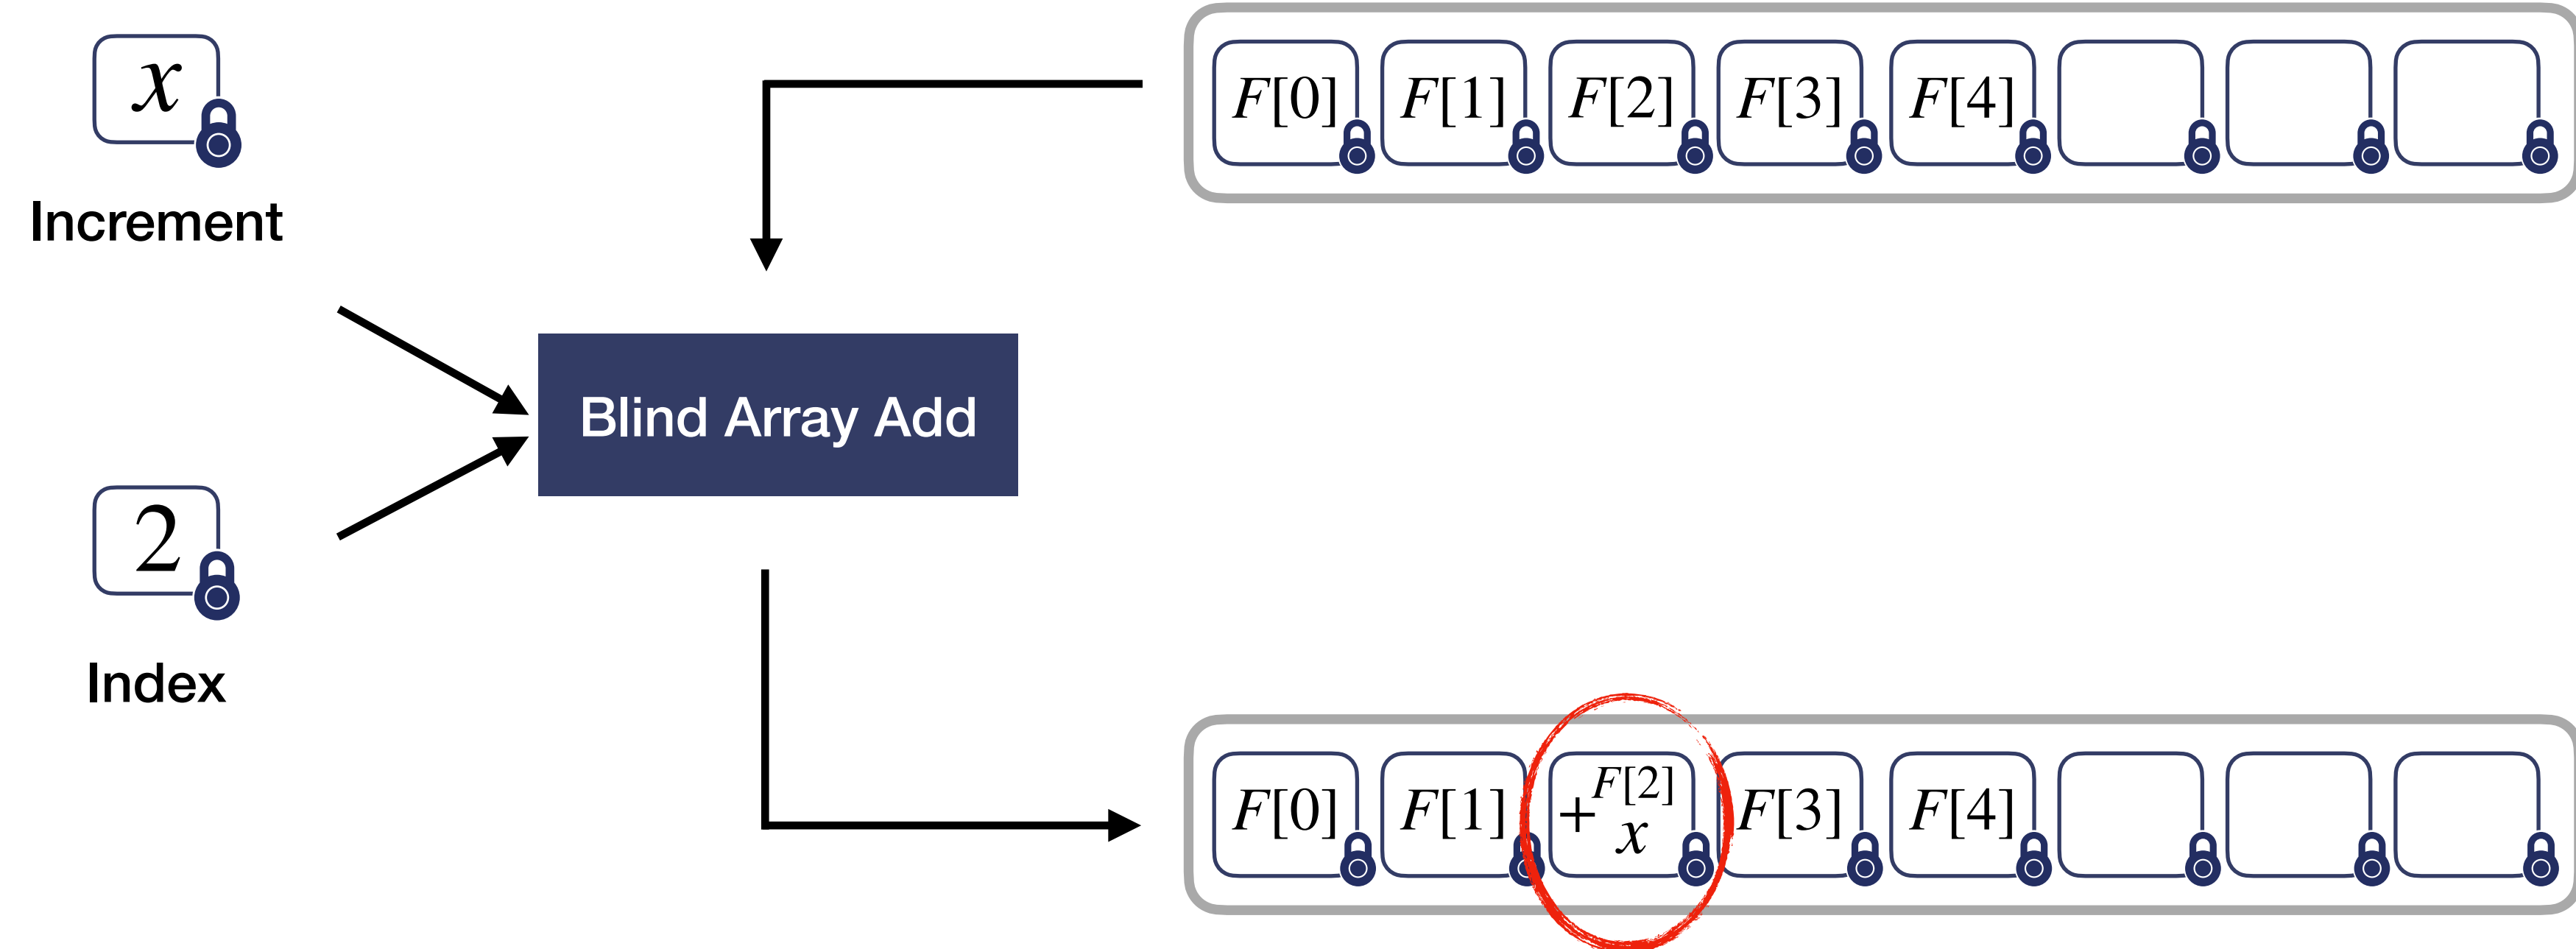 x
Increment
F[0] F[1] F[2] F[3] F[4]
Blind Array Add
2
Index
F[0] F[1] +F[2] x F[3] F[4]